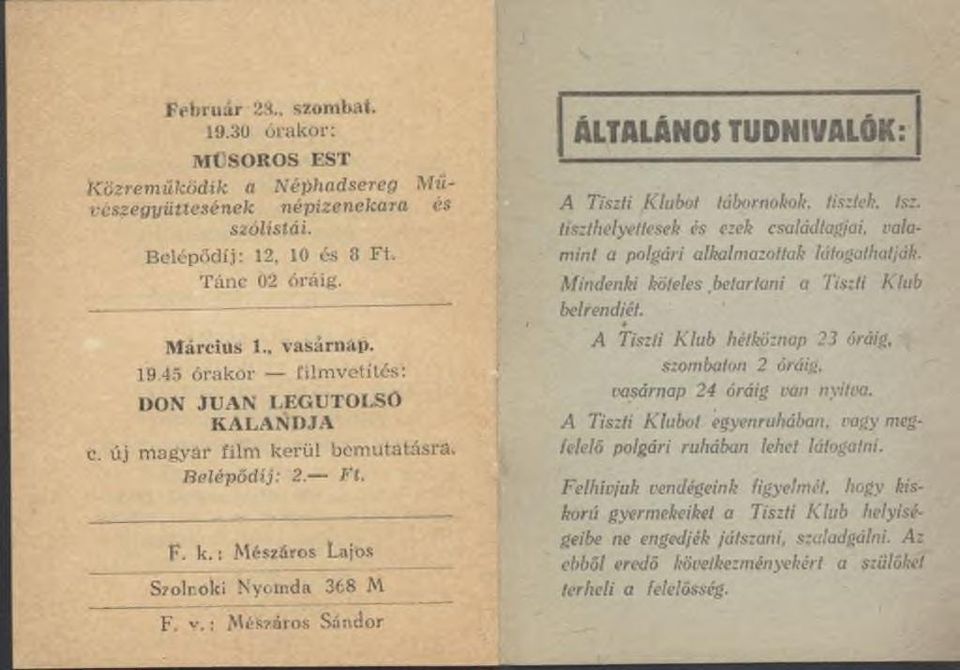 Február 28., szombat.
19.30 órakor:
MŰSOROS EST
Közreműködik a Néphadsereg Mű-
vészegyüttesének népizenekara és
szólistái.
Belépődíj: 12, 10 és 8 Ft.
Tánc 02 óráig.
Március 1., vasárnap.
19.45 órakor — filmvetítés:
DON JUAN LEGUTOLSÓ
KALANDJA
c. új magyar film kerül bemutatásra.
Belépődíj: 2.— Ft.
F. k.: Mészáros Lajos
Szolnoki Nyomda 368 M
F. v.: Mészáros Sándor
ÁLTALÁNOS TUDNIVALÓK:
A Tiszti Klubot tábornokok, tisztek, tsz.
tiszthelyettesek és ezek családtagjai, vala-
mint a polgári alkalmazottak látogathatják.
Mindenki köteles betartani a Tiszti Klub
belrendjét.
A Tiszti Klub hétköznap 23 óráig,
szombaton 2 óráig,
vasárnap 24 óráig van nyitva.
A Tiszti Klubot egyenruhában, vagy meg-
felelő polgári ruhában lehet látogatni.
Felhívjuk vendégeink figyelmét, hogy kis-
korú gyermekeiket a Tiszti Klub helyisé-
geibe ne engedjék játszani, szaladgálni. Az
ebből eredő következményekért a szülőket
terheli a felelősség.